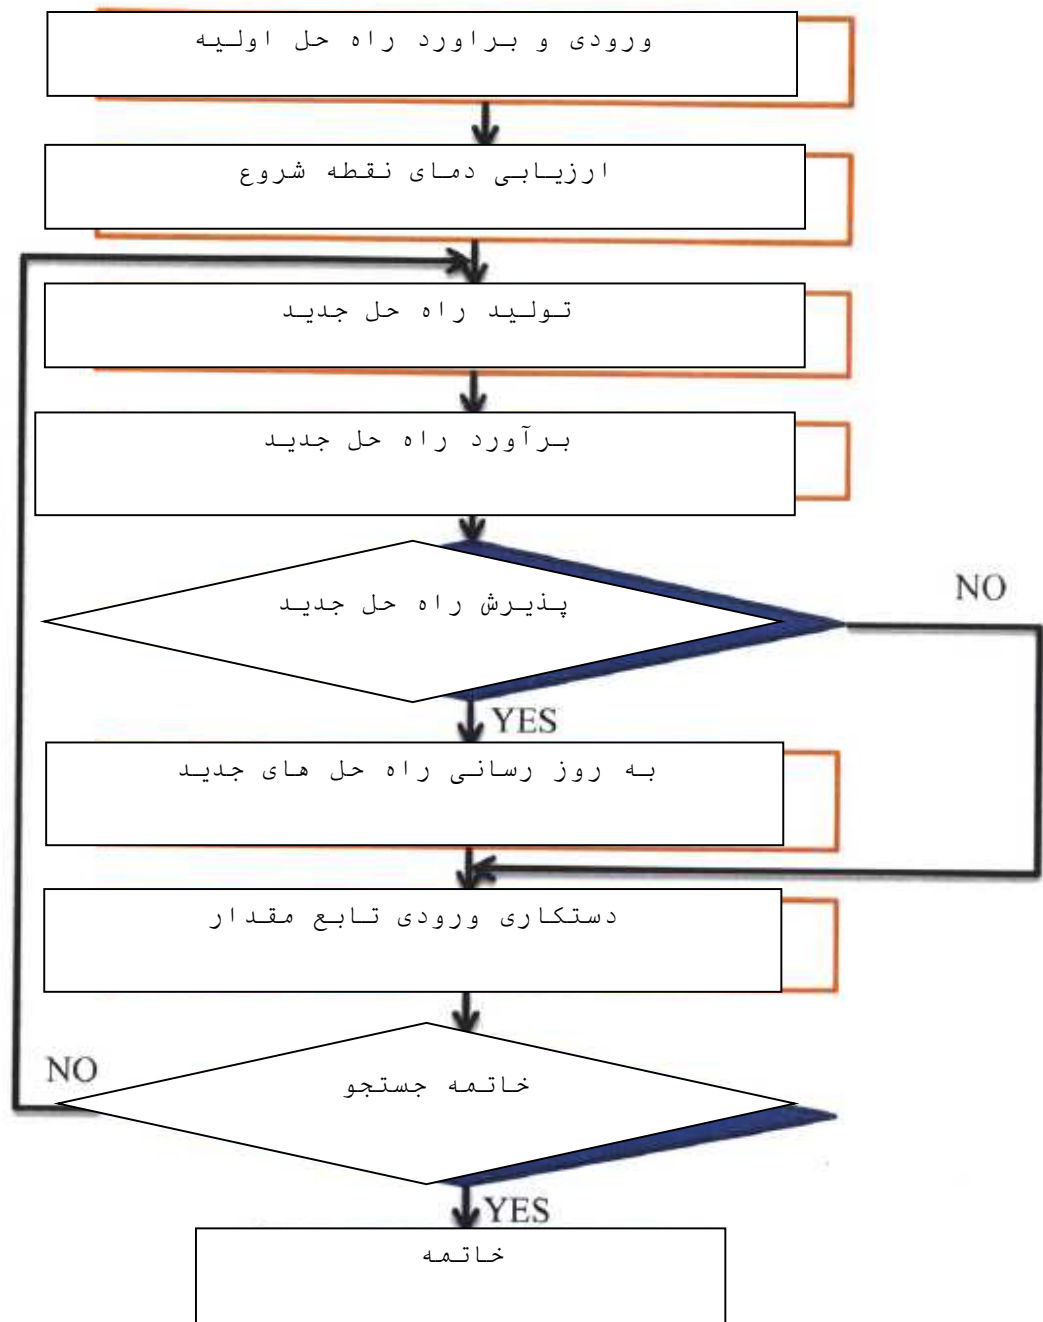 ورودی و براورد راه حل اولیه
ارزیابی دمای نقطه شروع
تولید راه حل جدید
برآورد راه حل جدید
پذیرش راه حل جدید
NO
YES
به روز رسانی راه حل های جدید
دستکاری ورودی تابع مقدار
خاتمه جستجو
NO
YES
خاتمه